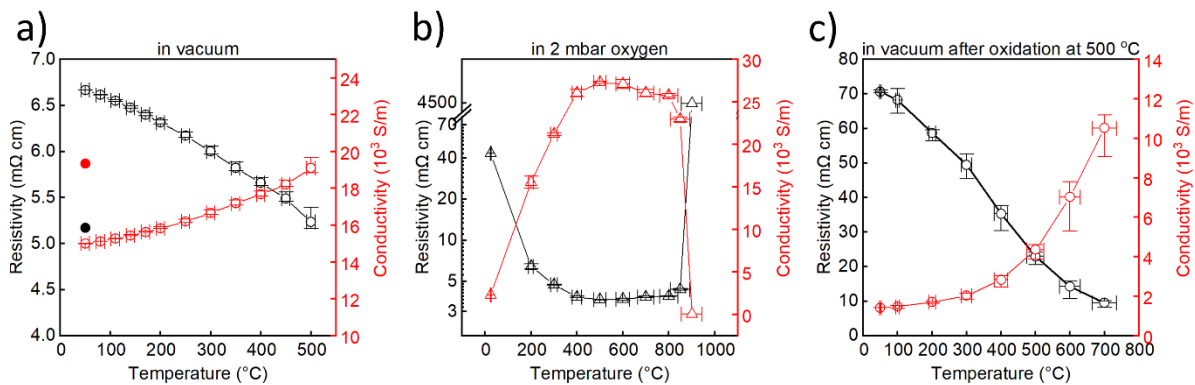 a)
in vacuum
7.0
6.5
6.0
5.5
5.0
4.5
4.0
Resistivity (mΩ cm)
24
22
20
18
16
14
12
10
Conductivity (10³ S/m)
0 100 200 300 400 500
Temperature (°C)
b)
in 2 mbar oxygen
4500
70
40
20
10
5
3
Resistivity (mΩ cm)
30
25
20
15
10
5
0
Conductivity (10³ S/m)
0 200 400 600 800 1000
Temperature (°C)
c)
in vacuum after oxidation at 500 °C
80
70
60
50
40
30
20
10
0
Resistivity (mΩ cm)
14
12
10
8
6
4
2
0
Conductivity (10³ S/m)
0 100 200 300 400 500 600 700 800
Temperature (°C)